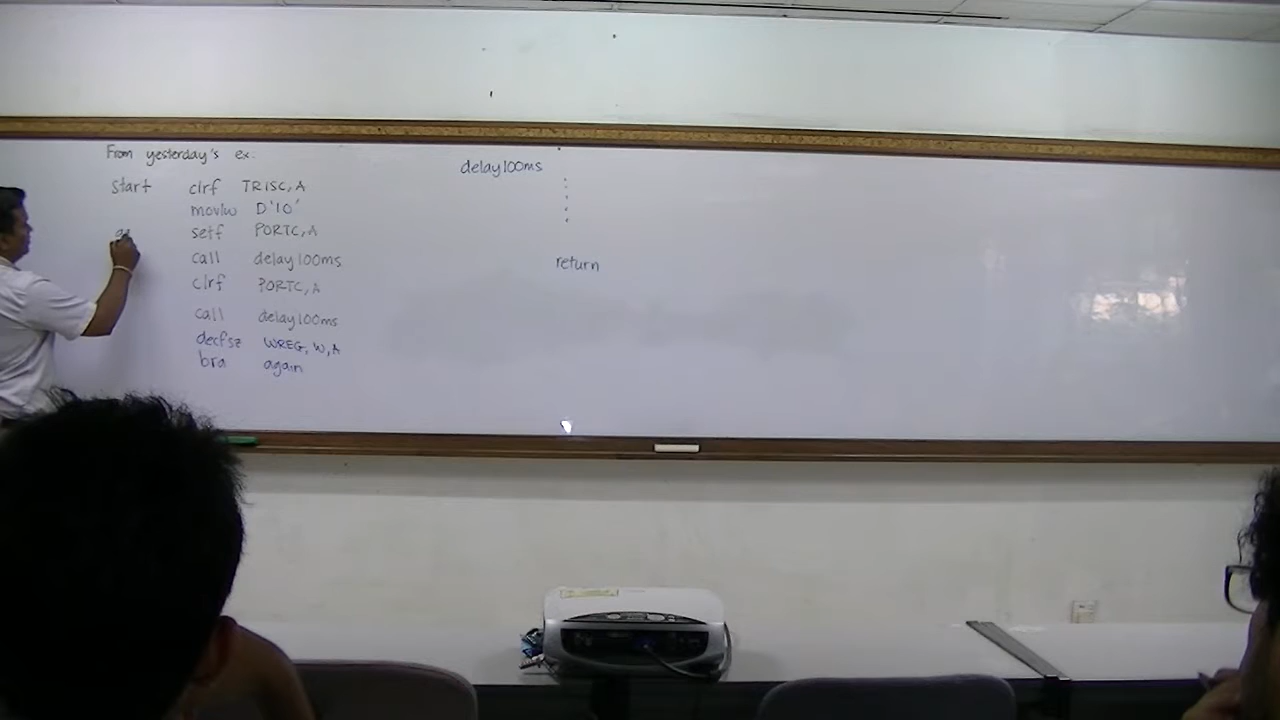 From yesterday's ex.
start clrf TRISC, A
movlw D'10'
setf PORTC, A
call delay100ms
clrf PORTC, A
call delay100ms
decfsz WREG, W, A
bra again
delay100ms
return